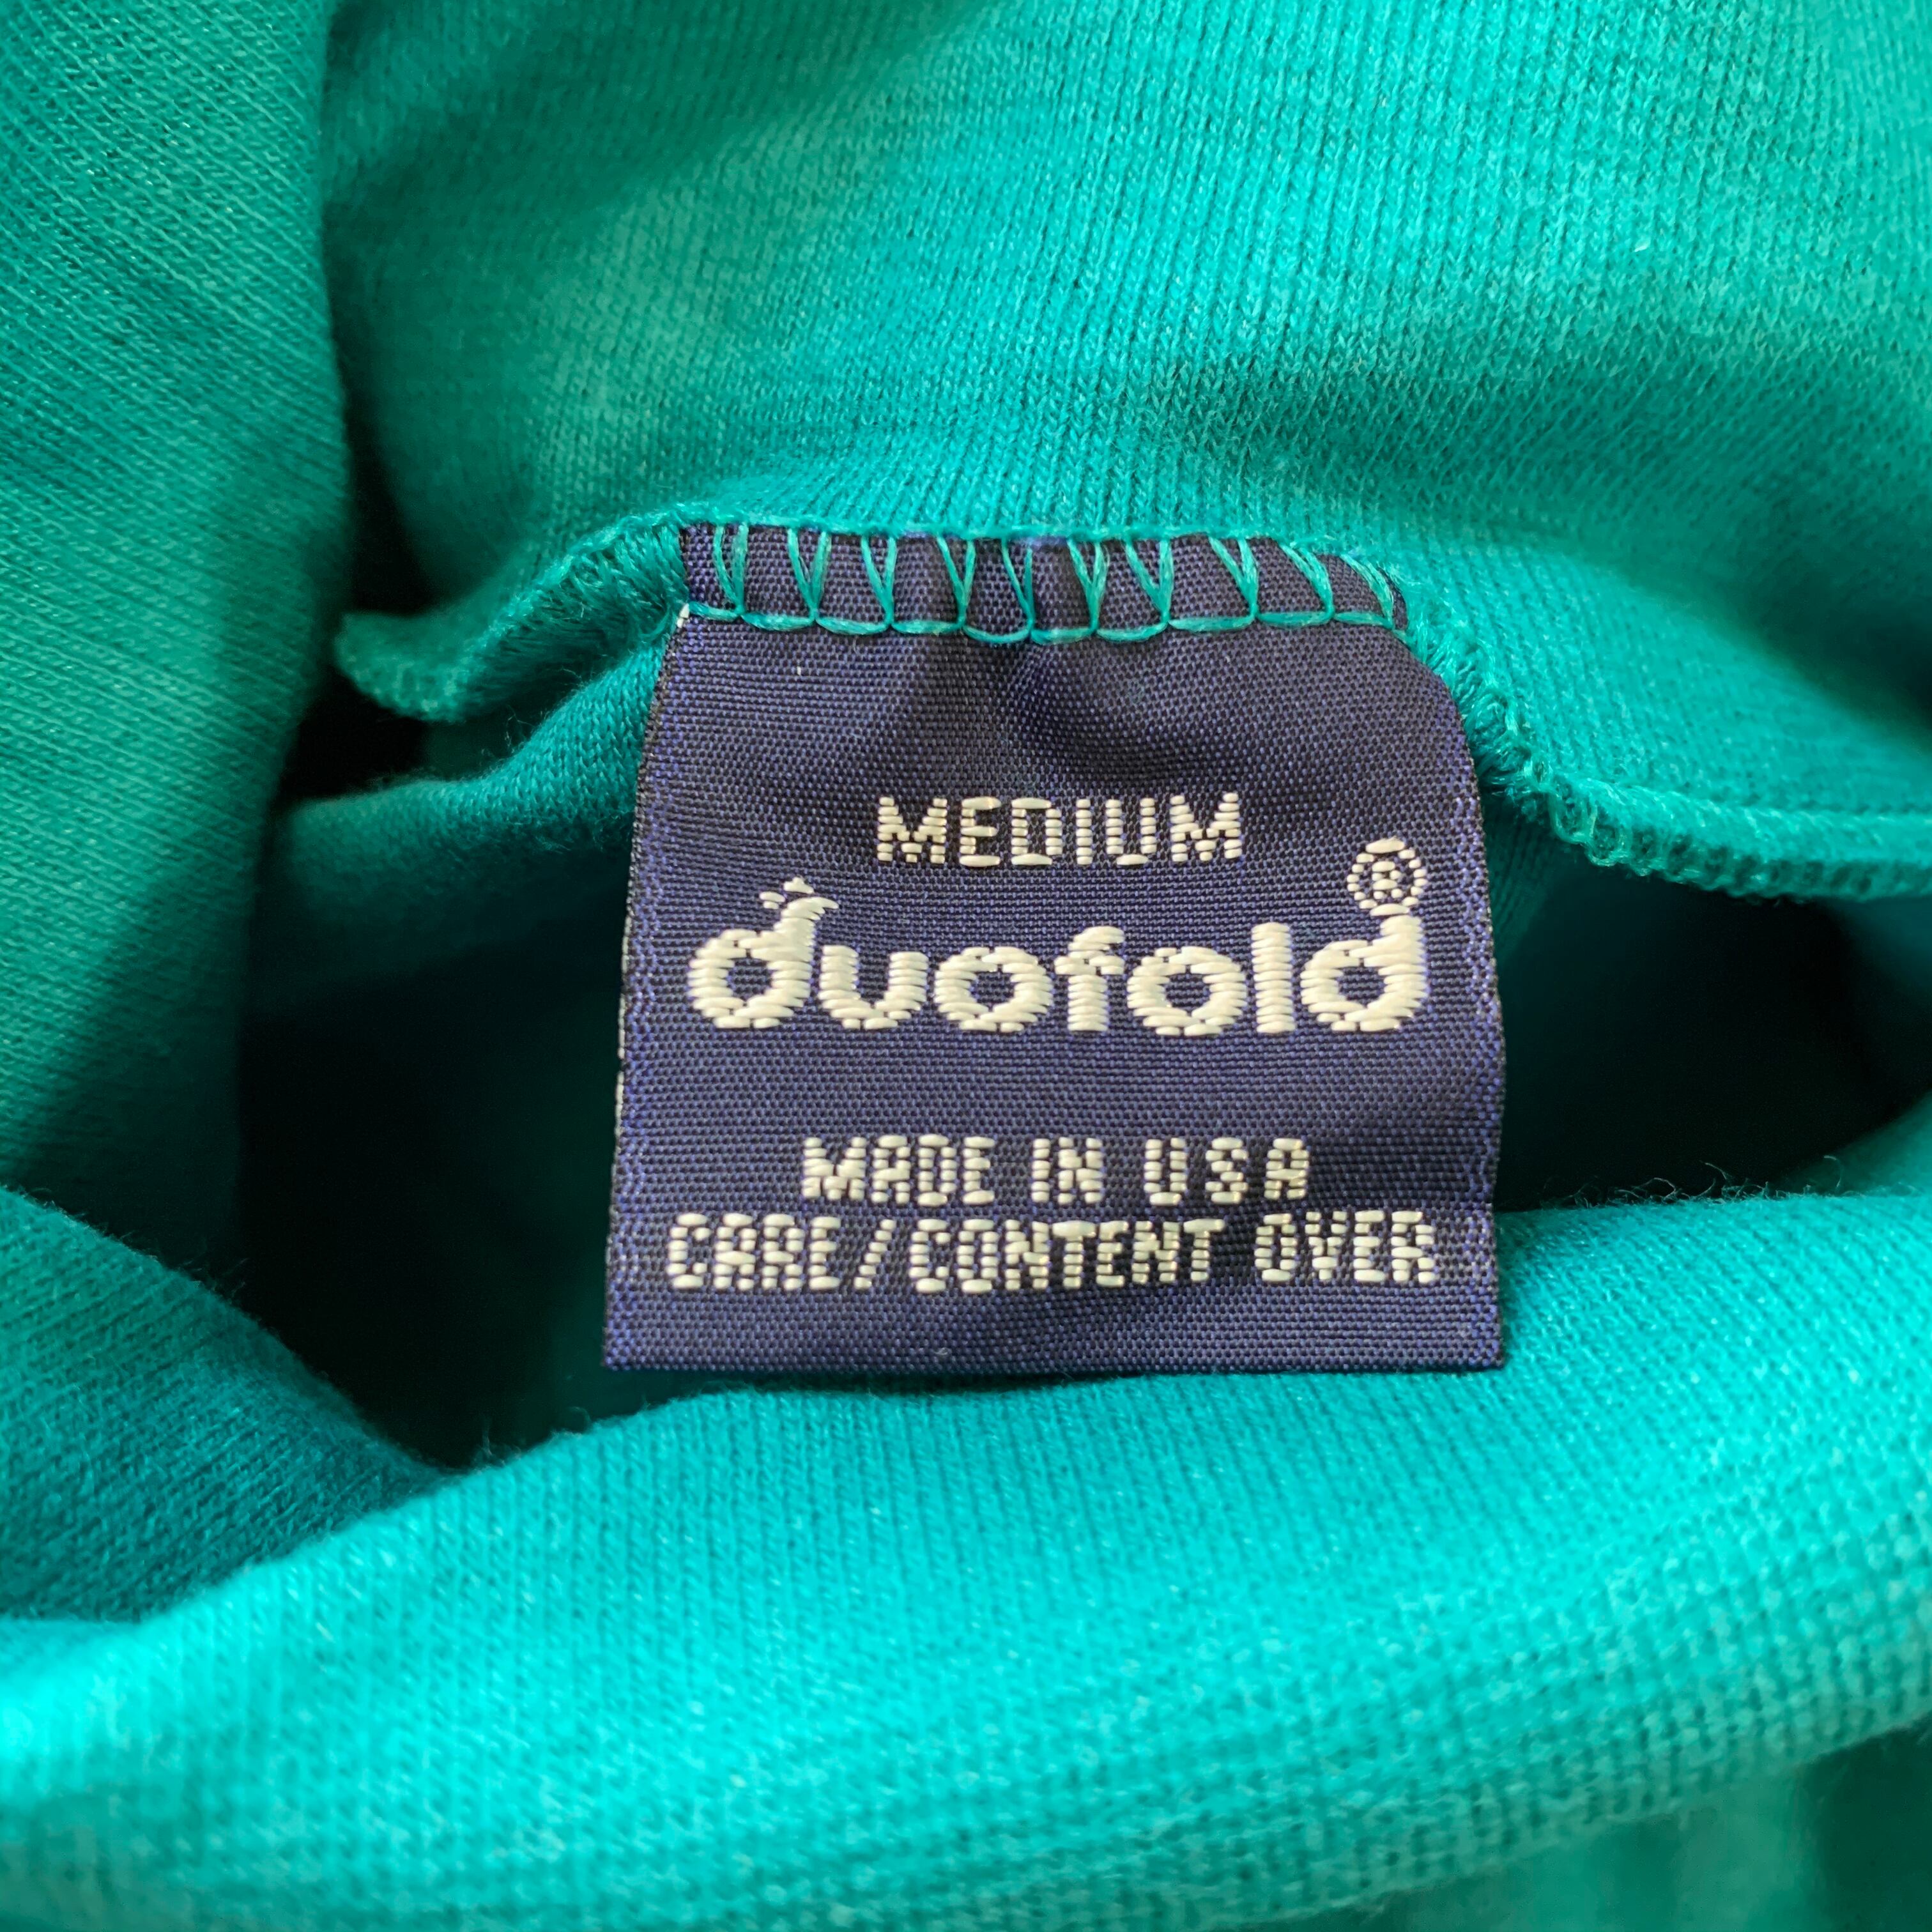 MEDIUM
duofold®
MADE IN USA
CARE/CONTENT OVER